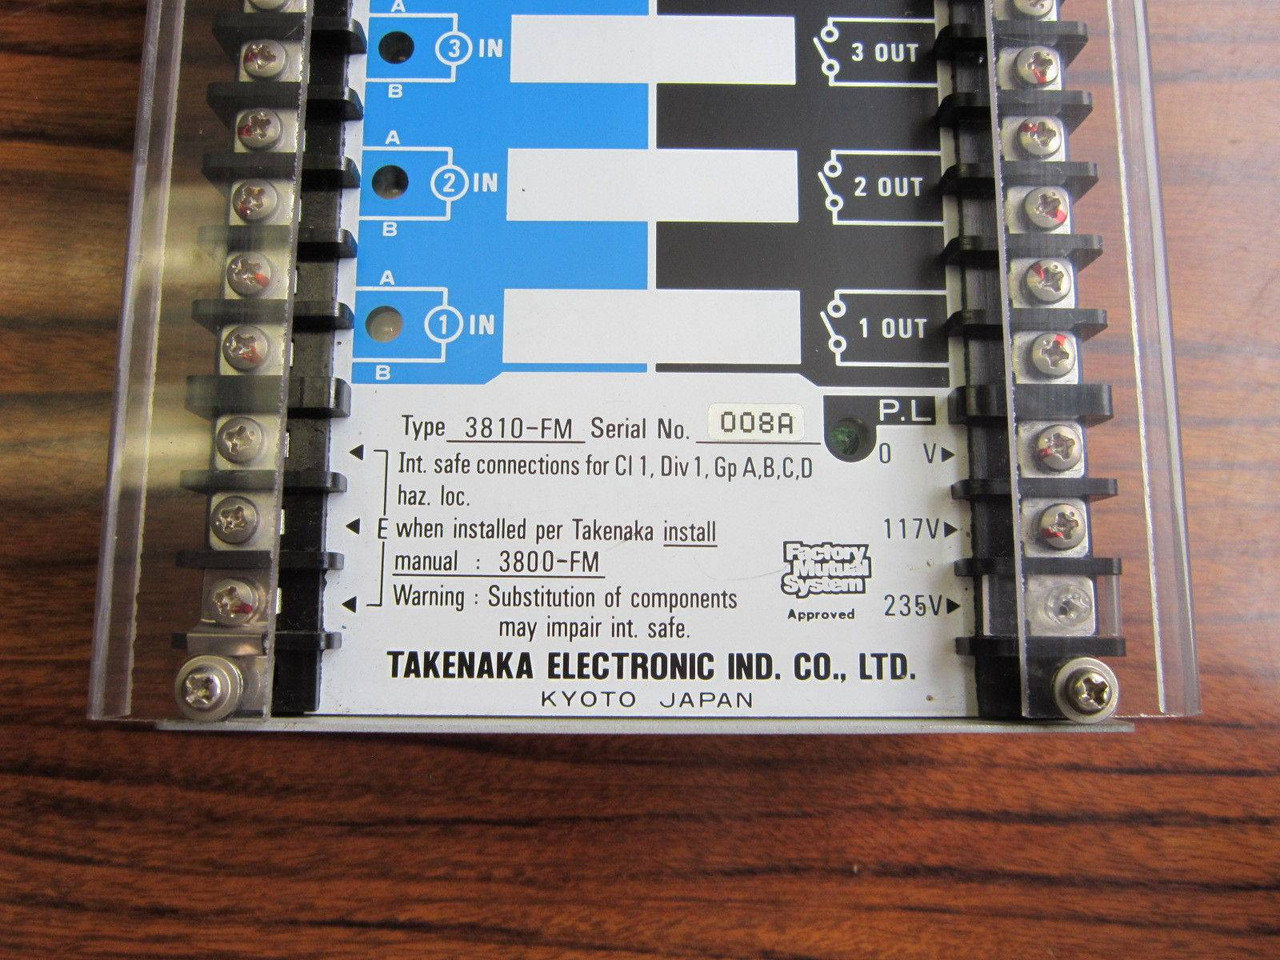 A
3 IN
3 OUT
B
A
2 IN
2 OUT
B
A
1 IN
1 OUT
B
P.L
Type 3810-FM Serial No. 008A
0 V
Int. safe connections for Cl 1, Div 1, Gp A,B,C,D
haz. loc.
E when installed per Takenaka install
117V
manual : 3800-FM
Factory
Mutual
System
Approved
235V
Warning : Substitution of components
may impair int. safe.
TAKENAKA ELECTRONIC IND. CO., LTD.
KYOTO JAPAN